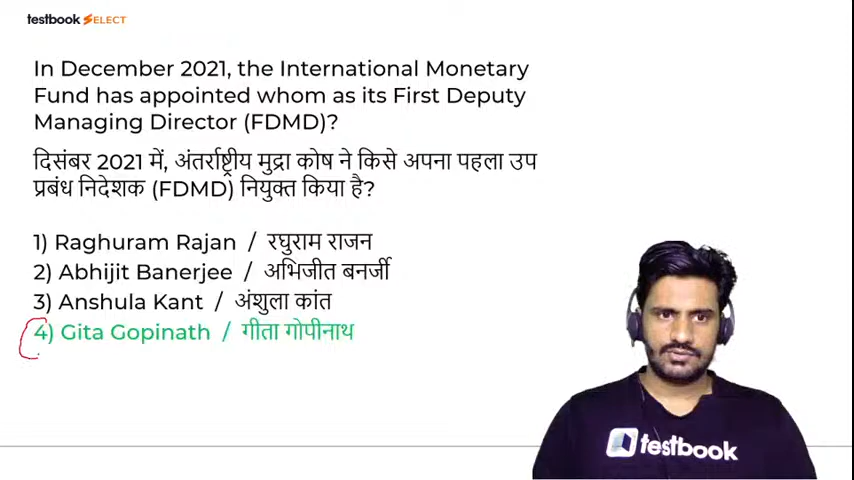 testbook SELECT
In December 2021, the International Monetary
Fund has appointed whom as its First Deputy
Managing Director (FDMD)?
दिसंबर 2021 में, अंतर्राष्ट्रीय मुद्रा कोष ने किसे अपना पहला उप
प्रबंध निदेशक (FDMD) नियुक्त किया है?
1) Raghuram Rajan / रघुराम राजन
2) Abhijit Banerjee / अभिजीत बनर्जी
3) Anshula Kant / अंशुला कांत
4) Gita Gopinath / गीता गोपीनाथ
testbook